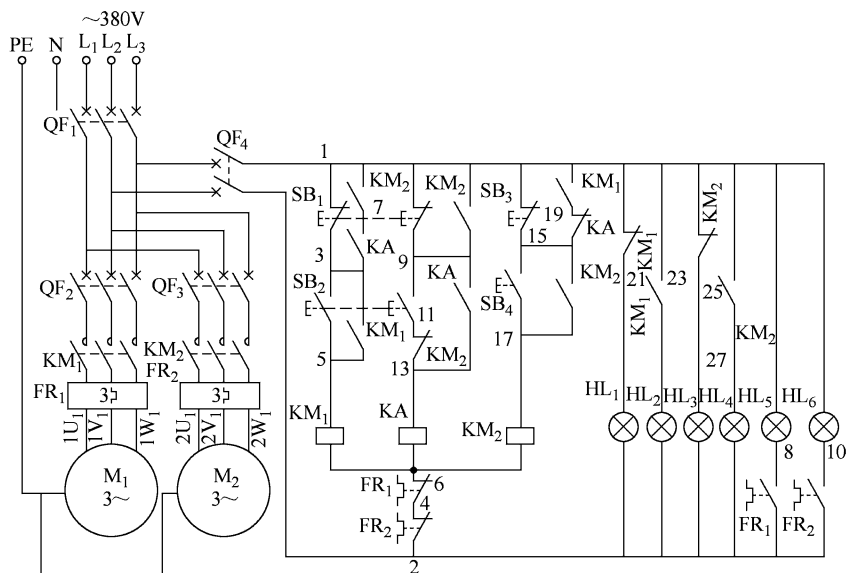 ~380V
PE N L1 L2 L3
QF1
QF4
1
SB1
KM2
7
KM2
SB3
19
KM1
KA
15
KM2
3
KA
9
KA
KM1
KM1
21
23
25
KM2
QF2
QF3
SB2
11
SB4
KM2
KM1
KM2
FR1
FR2
3
3
5
KM1
13
KM2
17
27
HL1 HL2 HL3 HL4 HL5 HL6
1U1 1V1 1W1 2U1 2V1 2W1
KM1
KA
KM2
8
10
M1
3~
M2
3~
FR1
6
4
FR2
FR1
FR2
2